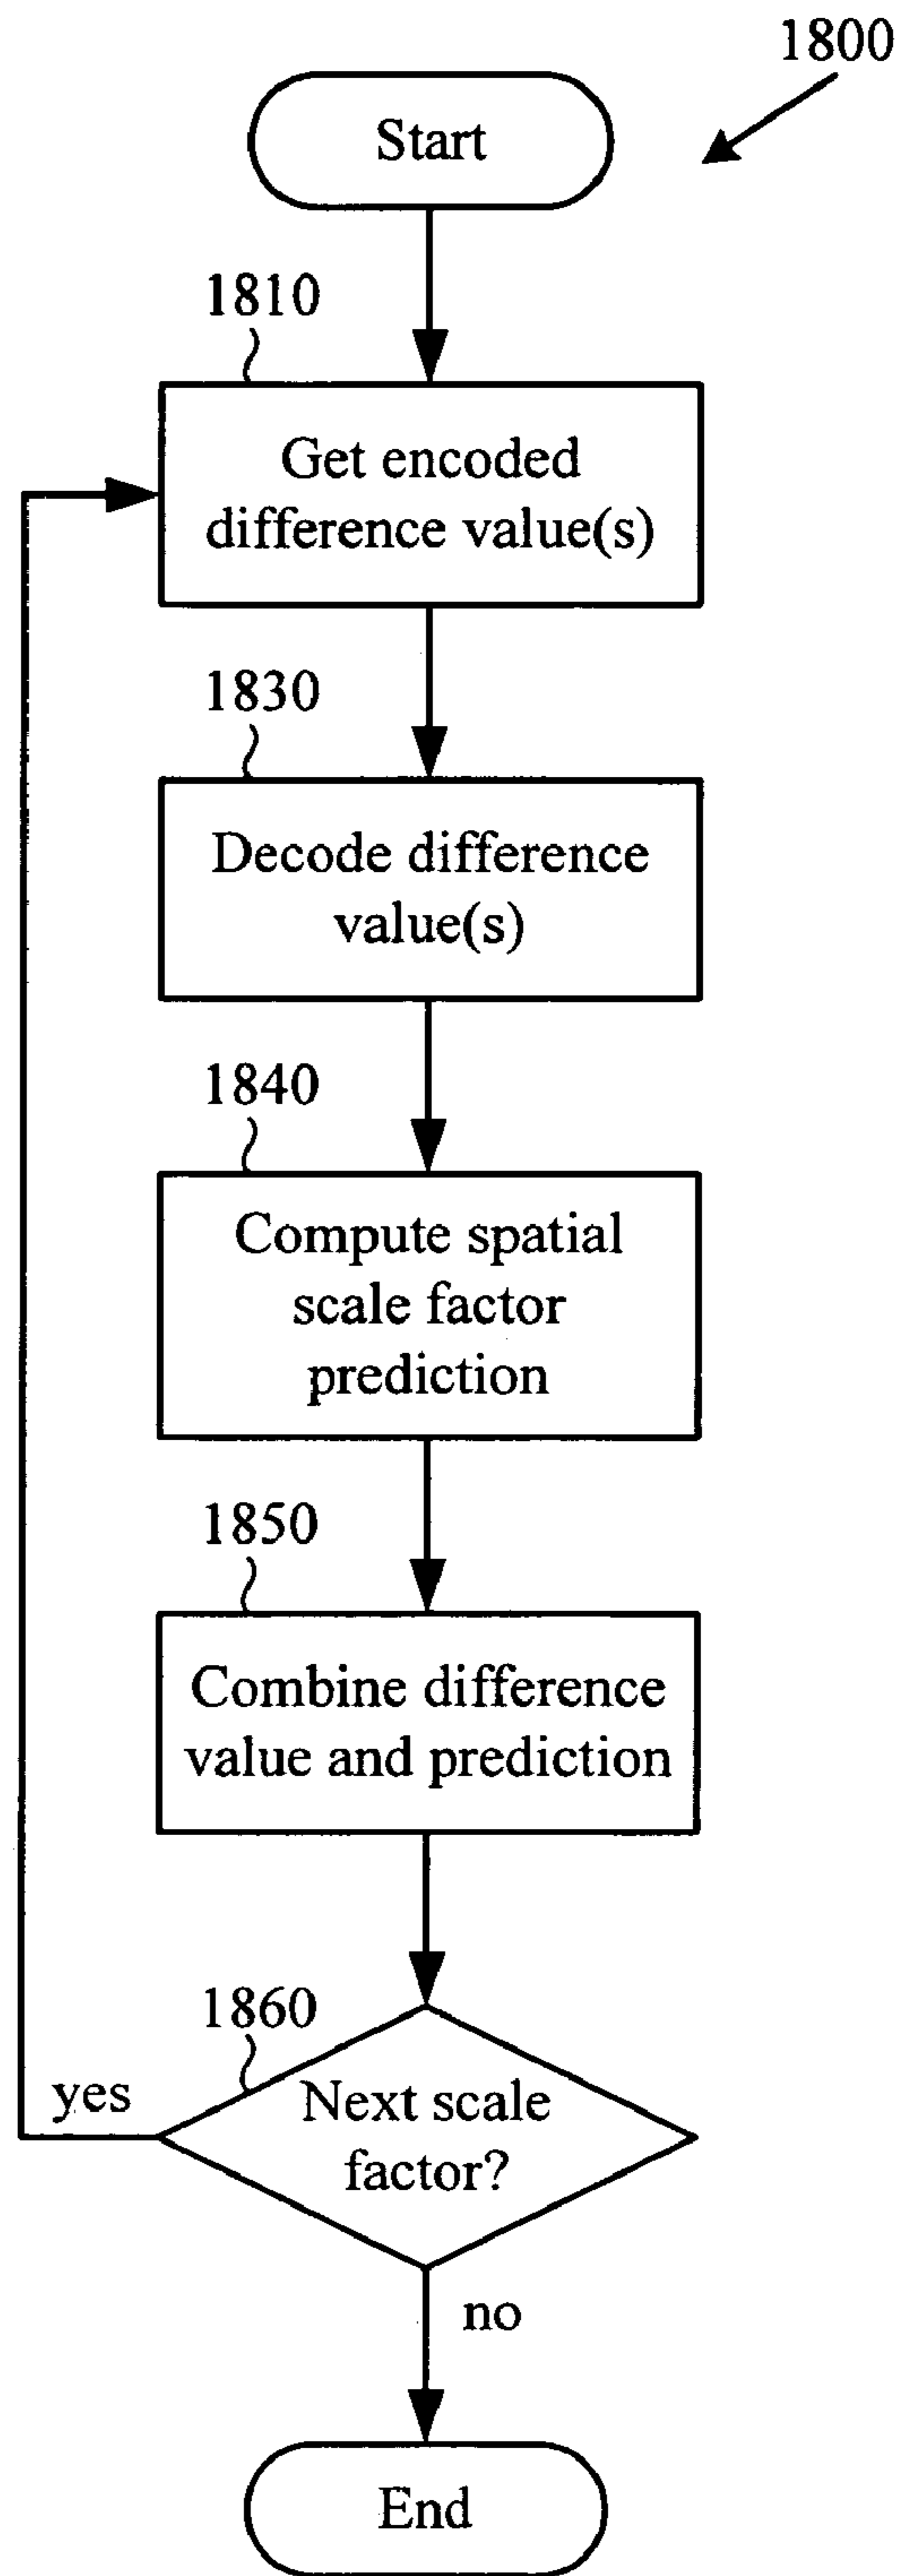 1800
Start
1810
Get encoded
difference value(s)
1830
Decode difference
value(s)
1840
Compute spatial
scale factor
prediction
1850
Combine difference
value and prediction
1860
yes
Next scale
factor?
no
End